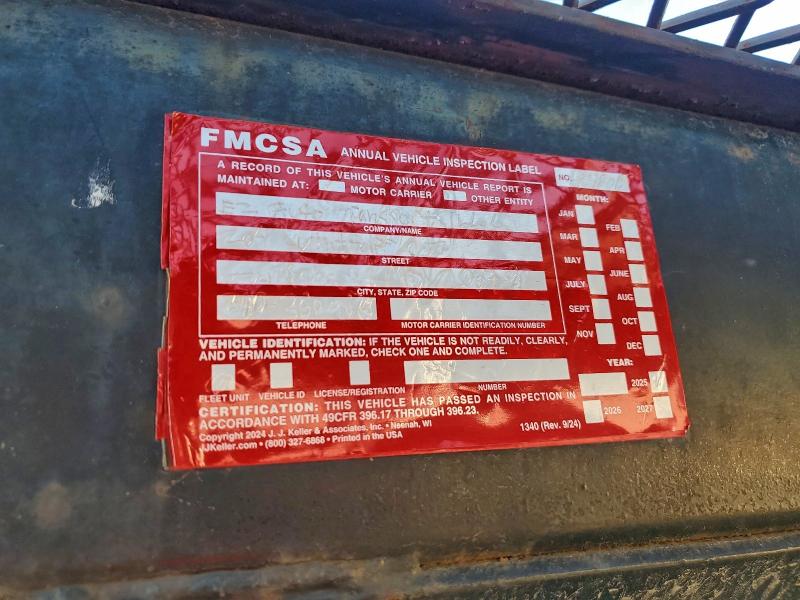 FMCSA ANNUAL VEHICLE INSPECTION LABEL
NO.
A RECORD OF THIS VEHICLE'S ANNUAL VEHICLE REPORT IS
MAINTAINED AT: MOTOR CARRIER OTHER ENTITY
COMPANY/NAME
STREET
CITY, STATE, ZIP CODE
TELEPHONE MOTOR CARRIER IDENTIFICATION NUMBER
MONTH:
JAN FEB
MAR APR
MAY JUNE
JULY AUG
SEPT OCT
NOV DEC
VEHICLE IDENTIFICATION: IF THE VEHICLE IS NOT READILY, CLEARLY,
AND PERMANENTLY MARKED, CHECK ONE AND COMPLETE.
FLEET UNIT VEHICLE ID LICENSE/REGISTRATION NUMBER
YEAR:
2025
2026 2027
CERTIFICATION: THIS VEHICLE HAS PASSED AN INSPECTION IN
ACCORDANCE WITH 49CFR 396.17 THROUGH 396.23.
Copyright 2024 J. J. Keller & Associates, Inc. • Neenah, WI
JJKeller.com • (800) 327-6868 • Printed in the USA
1340 (Rev. 9/24)